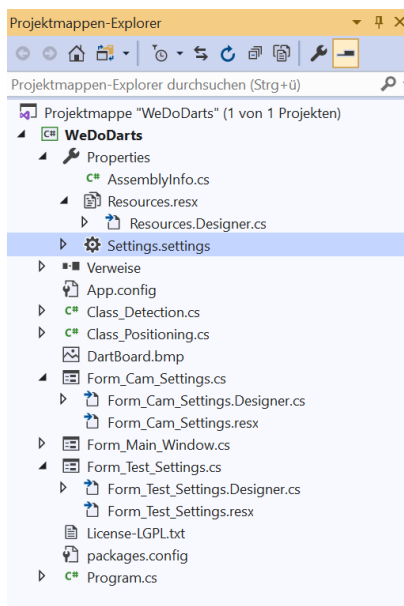 Projektmappen-Explorer
Projektmappen-Explorer durchsuchen (Strg+ü)
Projektmappe "WeDoDarts" (1 von 1 Projekten)
C# WeDoDarts
Properties
C# AssemblyInfo.cs
Resources.resx
Resources.Designer.cs
Settings.settings
Verweise
App.config
C# Class_Detection.cs
C# Class_Positioning.cs
DartBoard.bmp
Form_Cam_Settings.cs
Form_Cam_Settings.Designer.cs
Form_Cam_Settings.resx
Form_Main_Window.cs
Form_Test_Settings.cs
Form_Test_Settings.Designer.cs
Form_Test_Settings.resx
License-LGPL.txt
packages.config
C# Program.cs